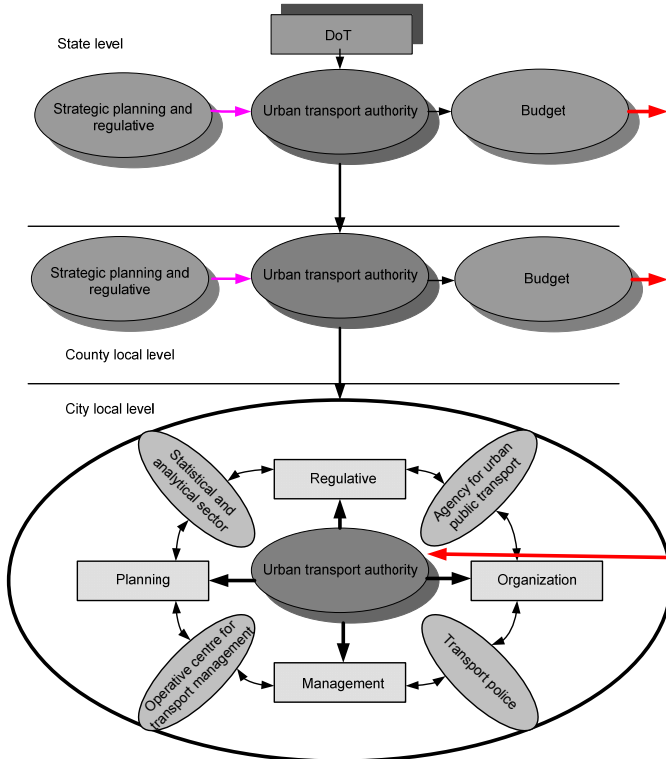 DoT
State level
Strategic planning and
regulative
Urban transport authority
Budget
Strategic planning and
regulative
Urban transport authority
Budget
County local level
City local level
Statistical and
analytical sector
Regulative
Agency for urban
public transport
Planning
Urban transport authority
Organization
Operative centre for
transport management
Management
Transport police